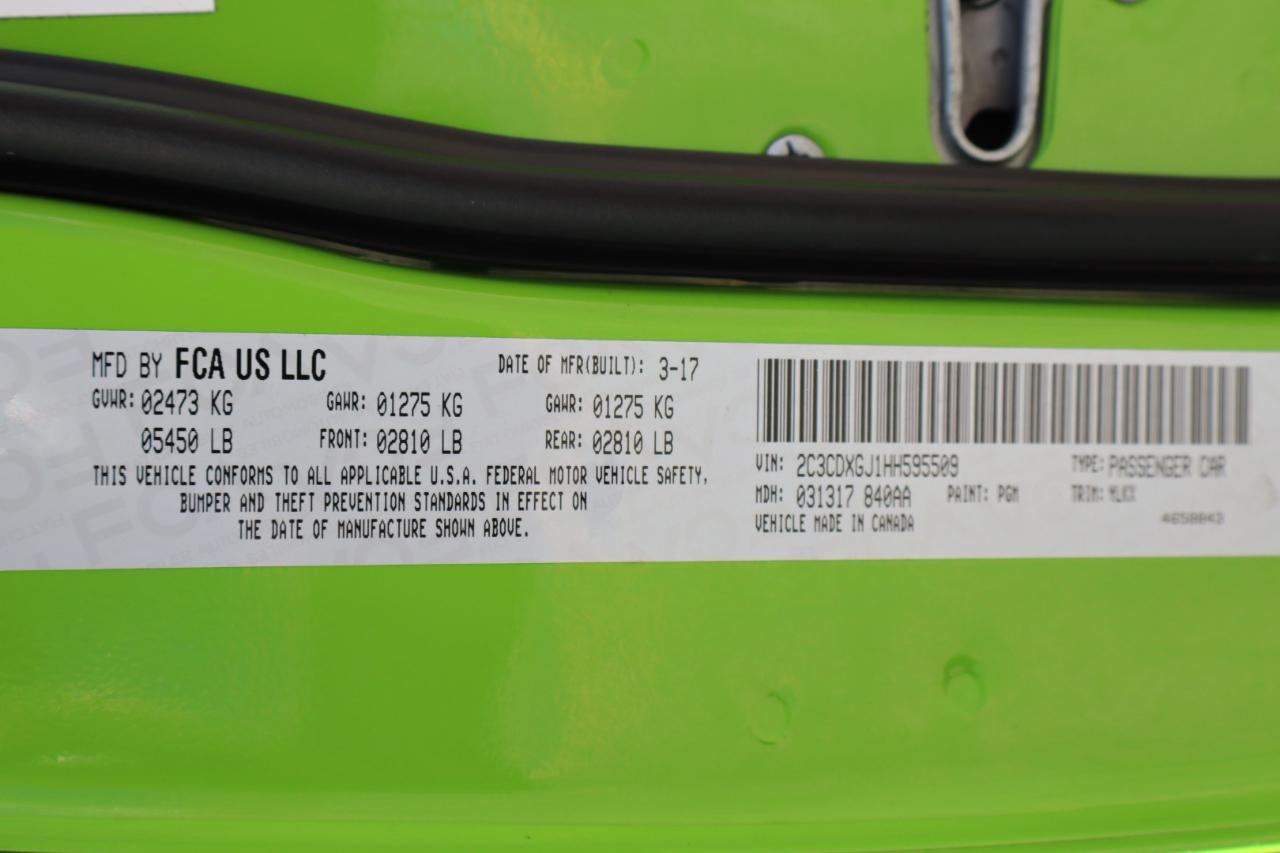 MFD BY FCA US LLC DATE OF MFR(BUILT): 3-17
GVWR: 02473 KG GAWR: 01275 KG GAWR: 01275 KG
05450 LB FRONT: 02810 LB REAR: 02810 LB
THIS VEHICLE CONFORMS TO ALL APPLICABLE U.S.A. FEDERAL MOTOR VEHICLE SAFETY,
BUMPER AND THEFT PREVENTION STANDARDS IN EFFECT ON
THE DATE OF MANUFACTURE SHOWN ABOVE.
VIN: 2C3CDXGJ1HH595509 TYPE: PASSENGER CAR
MDH: 031317 840AA PAINT: PGM TRIM: MLKX
VEHICLE MADE IN CANADA 4658843